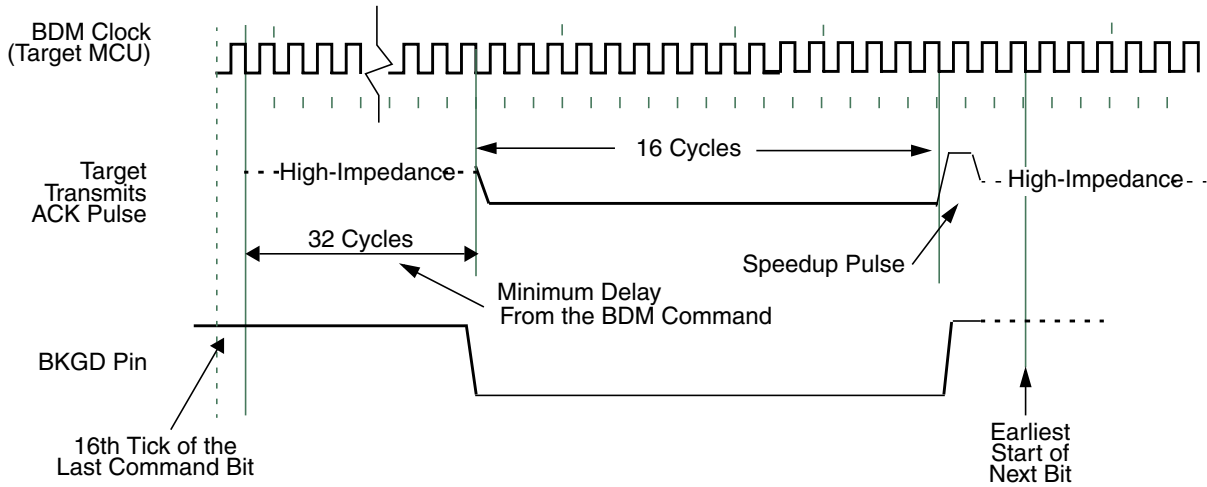 BDM Clock
(Target MCU)
16 Cycles
Target
Transmits
ACK Pulse
High-Impedance
High-Impedance
32 Cycles
Speedup Pulse
Minimum Delay
From the BDM Command
BKGD Pin
16th Tick of the
Last Command Bit
Earliest
Start of
Next Bit